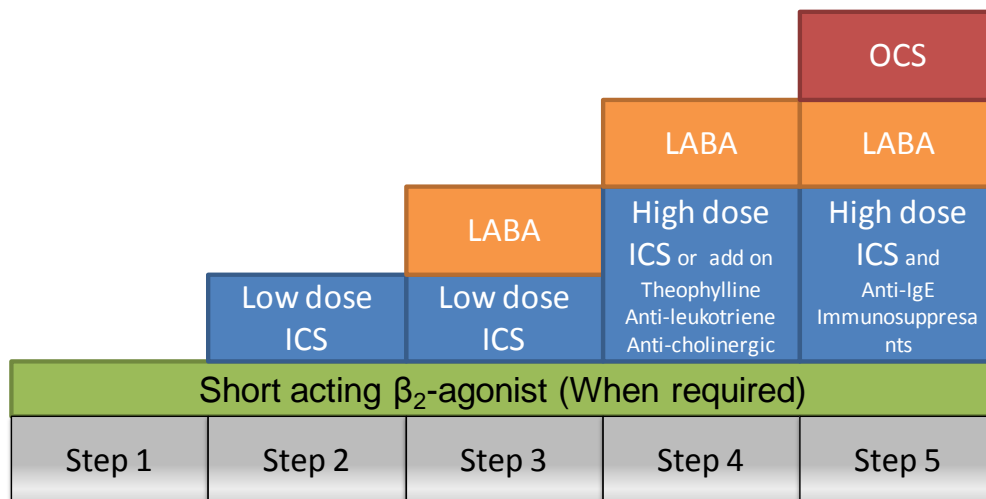 OCS
LABA
LABA
LABA
High dose
ICS or add on
Theophylline
Anti-leukotriene
Anti-cholinergic
High dose
ICS and
Anti-IgE
Immunosuppresa
nts
Low dose
ICS
Low dose
ICS
Short acting β₂-agonist (When required)
Step 1
Step 2
Step 3
Step 4
Step 5